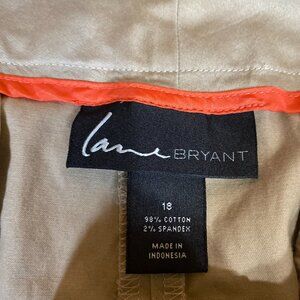 lane BRYANT
18
98% COTTON
2% SPANDEX
MADE IN
INDONESIA